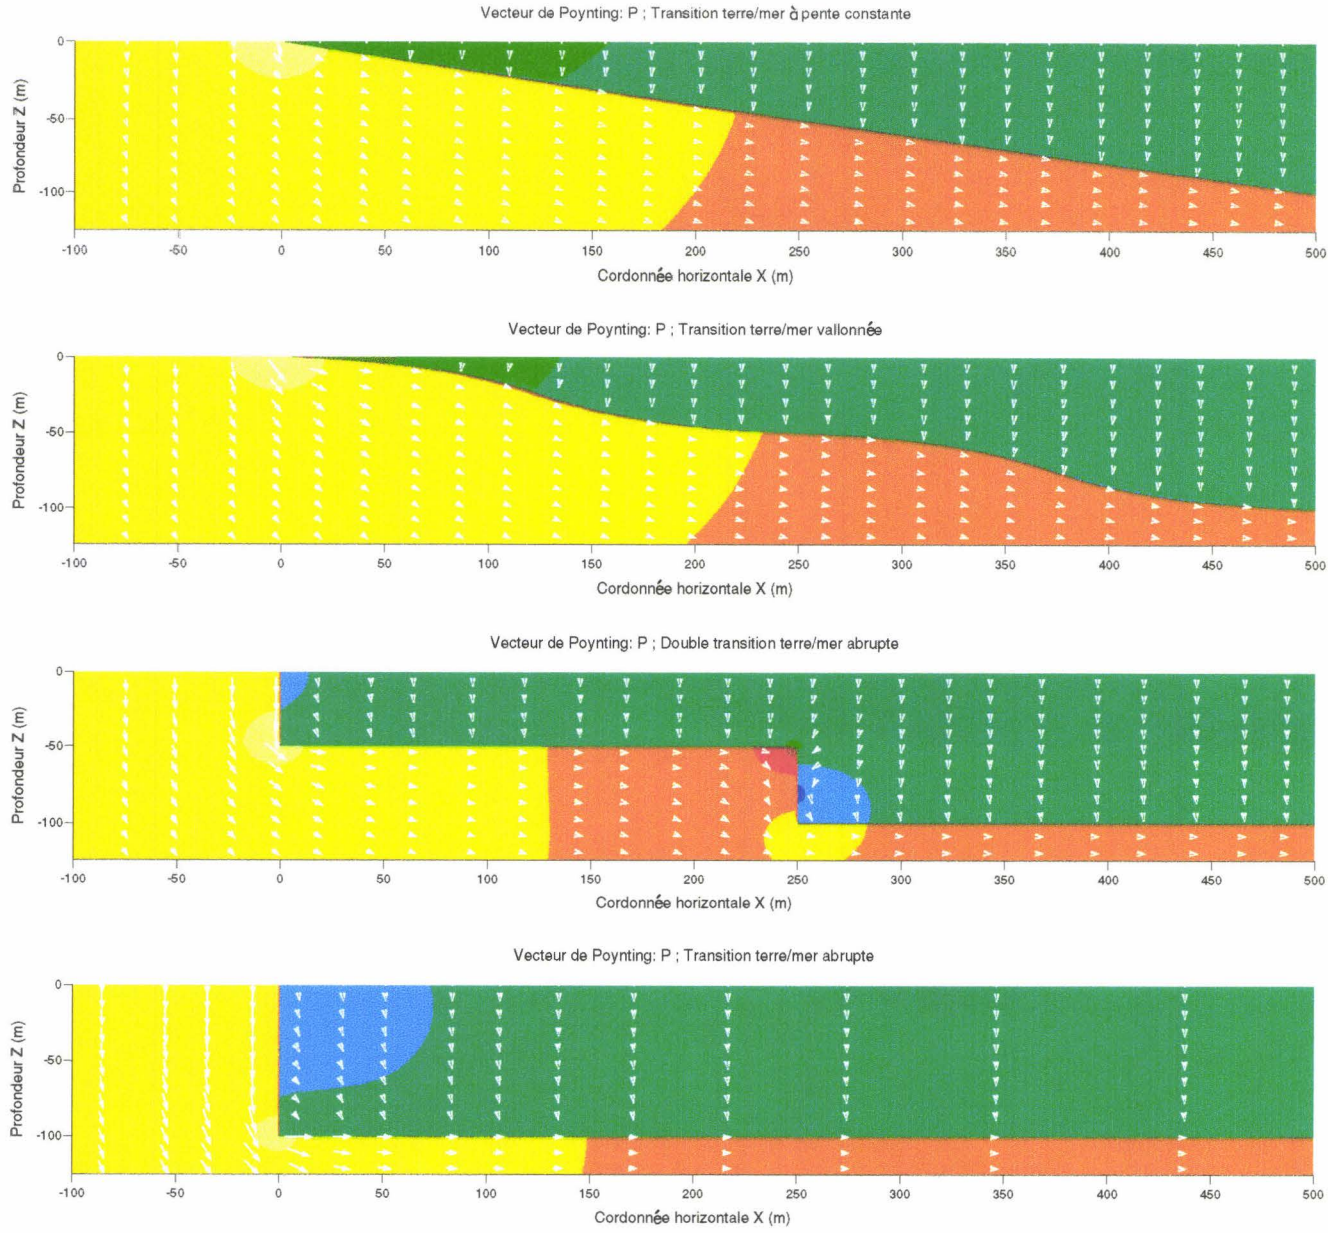 Vecteur de Poynting: P ; Transition terre/mer à pente constante
0
-50
-100
Profondeur Z (m)
-100 -50 0 50 100 150 200 250 300 350 400 450 500
Cordonnée horizontale X (m)
Vecteur de Poynting: P ; Transition terre/mer vallonnée
0
-50
-100
Profondeur Z (m)
-100 -50 0 50 100 150 200 250 300 350 400 450 500
Cordonnée horizontale X (m)
Vecteur de Poynting: P ; Double transition terre/mer abrupte
0
-50
-100
Profondeur Z (m)
-100 -50 0 50 100 150 200 250 300 350 400 450 500
Cordonnée horizontale X (m)
Vecteur de Poynting: P ; Transition terre/mer abrupte
0
-50
-100
Profondeur Z (m)
-100 -50 0 50 100 150 200 250 300 350 400 450 500
Cordonnée horizontale X (m)